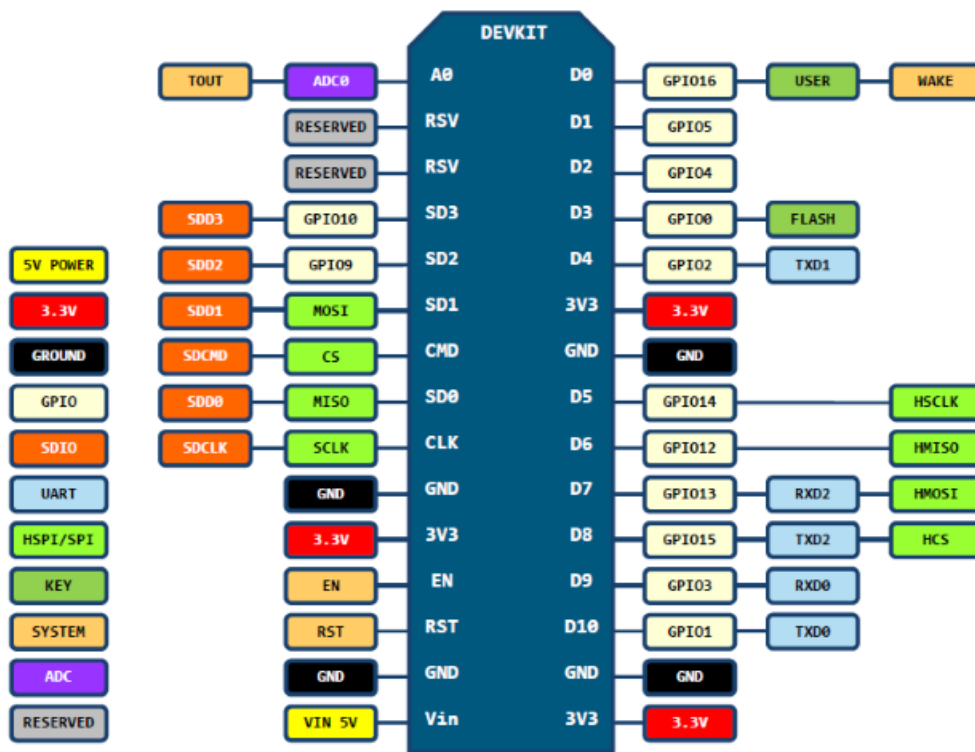 DEVKIT
TOUT ADC0 A0 D0 GPIO16 USER WAKE
RESERVED RSV D1 GPIO5
RESERVED RSV D2 GPIO4
SDD3 GPIO10 SD3 D3 GPIO0 FLASH
5V POWER SDD2 GPIO9 SD2 D4 GPIO2 TXD1
3.3V SDD1 MOSI SD1 3V3 3.3V
GROUND SDCMD CS CMD GND GND
GPIO SDD0 MISO SD0 D5 GPIO14 HSCLK
SDIO SDCLK SCLK CLK D6 GPIO12 HMISO
UART GND GND D7 GPIO13 RXD2 HMOSI
HSPI/SPI 3.3V 3V3 D8 GPIO15 TXD2 HCS
KEY EN EN D9 GPIO3 RXD0
SYSTEM RST RST D10 GPIO1 TXD0
ADC GND GND GND GND
RESERVED VIN 5V Vin 3V3 3.3V